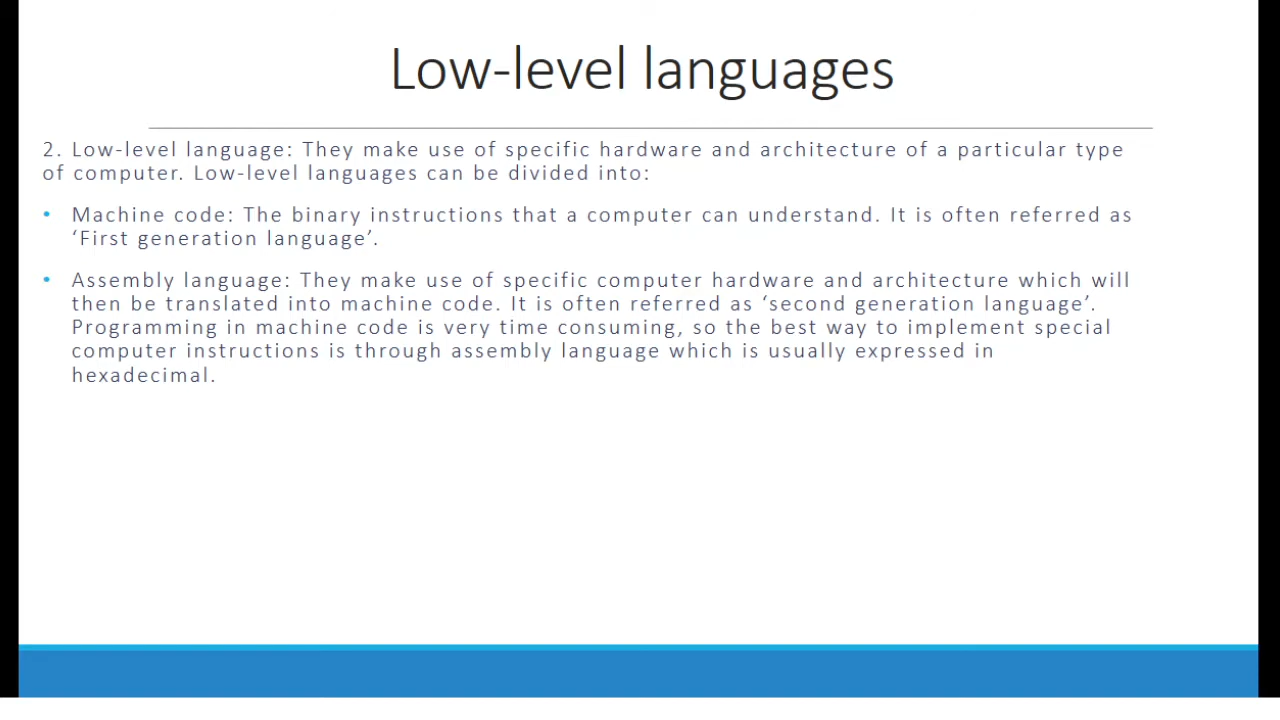 Low-level languages
2. Low-level language: They make use of specific hardware and architecture of a particular type
of computer. Low-level languages can be divided into:
• Machine code: The binary instructions that a computer can understand. It is often referred as
‘First generation language’.
• Assembly language: They make use of specific computer hardware and architecture which will
then be translated into machine code. It is often referred as ‘second generation language’.
Programming in machine code is very time consuming, so the best way to implement special
computer instructions is through assembly language which is usually expressed in
hexadecimal.